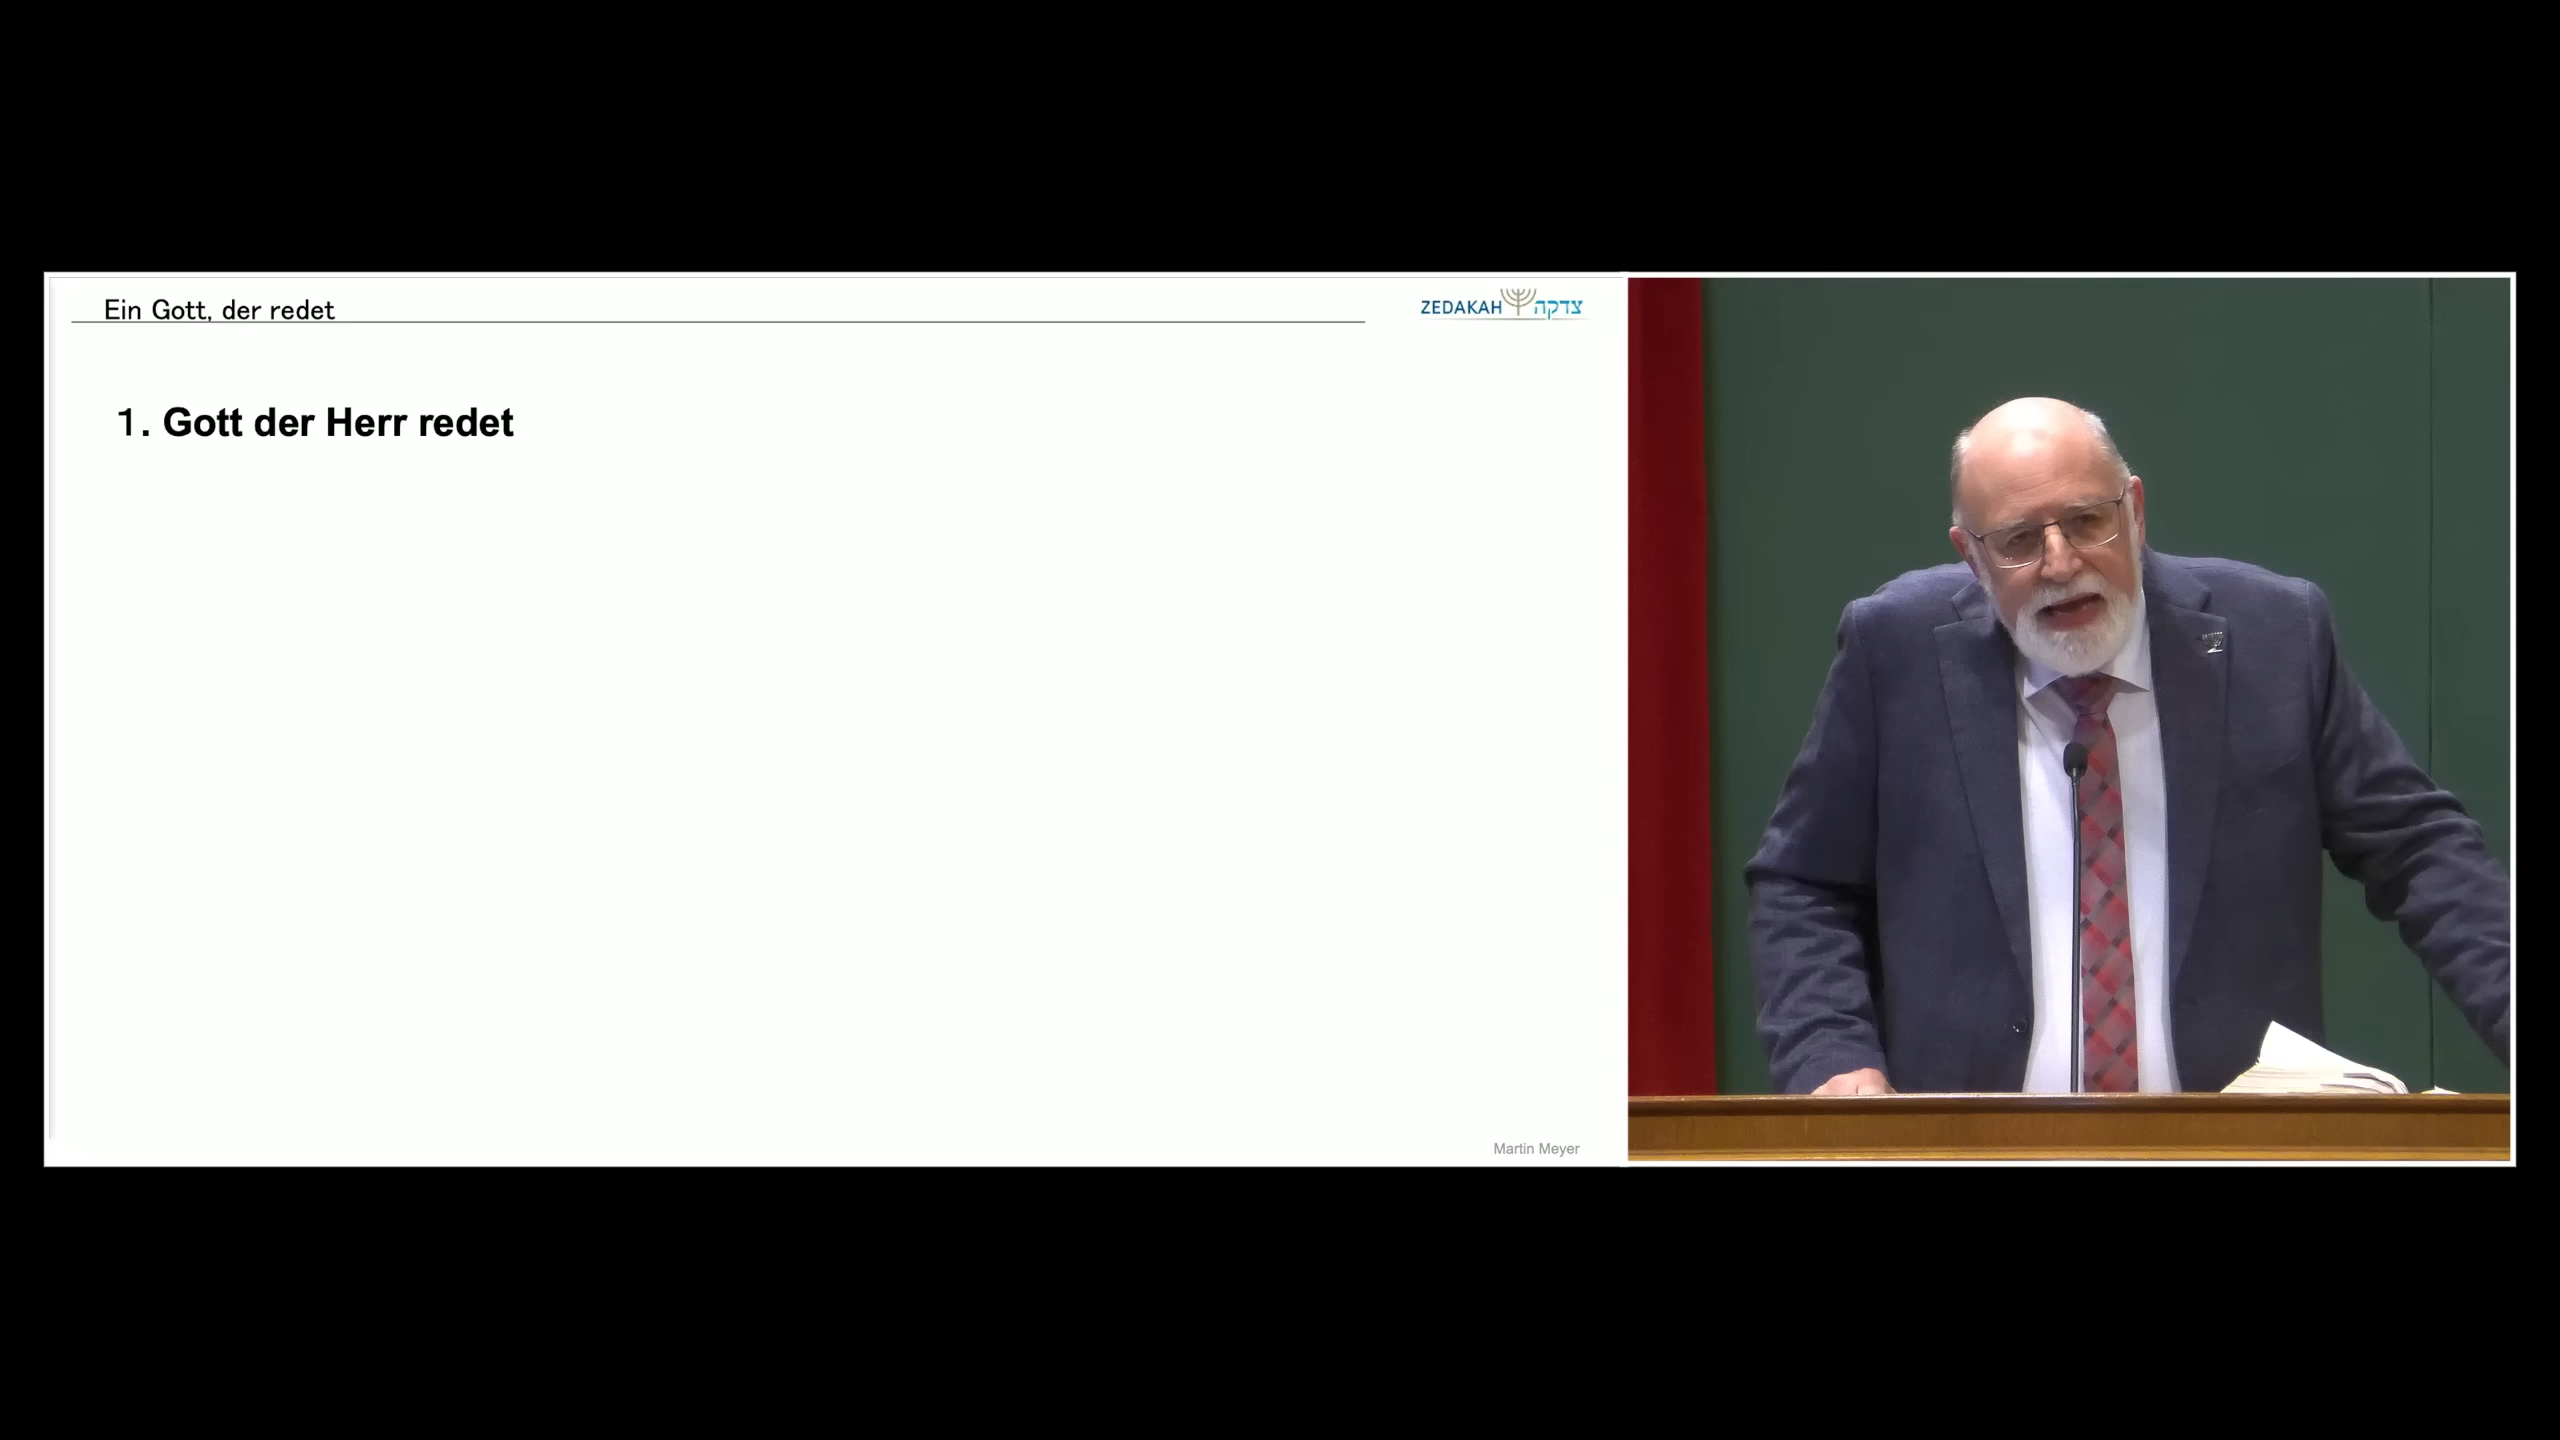 Ein Gott, der redet
ZEDAKAH צדקה
1. Gott der Herr redet
Martin Meyer